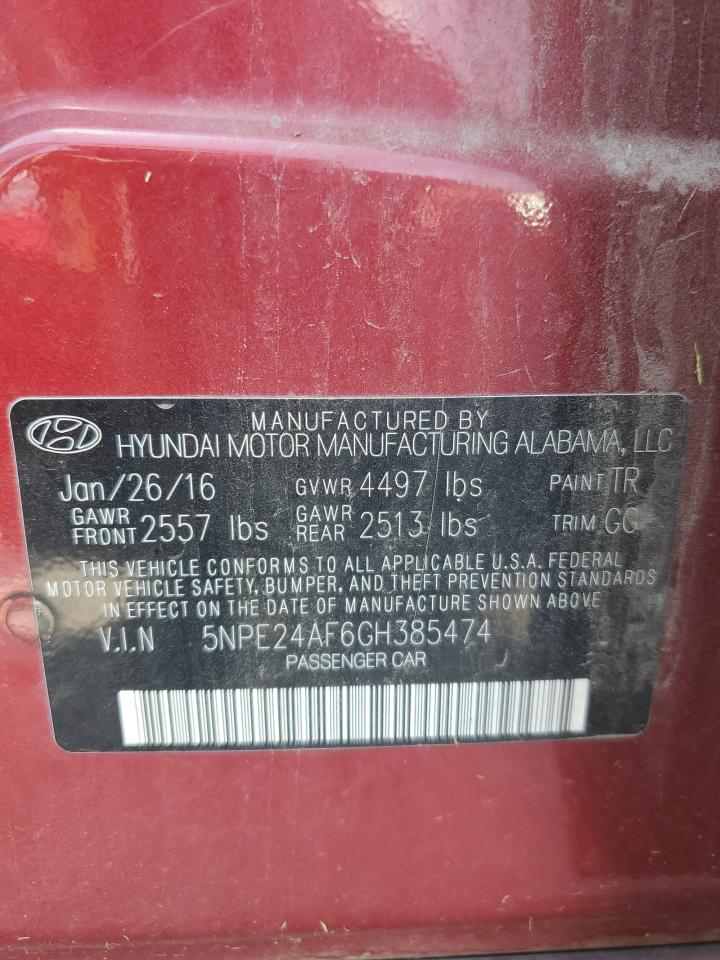 MANUFACTURED BY
HYUNDAI MOTOR MANUFACTURING ALABAMA, LLC
Jan/26/16 GVWR 4497 lbs PAINT TR
GAWR FRONT 2557 lbs GAWR REAR 2513 lbs TRIM GC
THIS VEHICLE CONFORMS TO ALL APPLICABLE U.S.A. FEDERAL
MOTOR VEHICLE SAFETY, BUMPER, AND THEFT PREVENTION STANDARDS
IN EFFECT ON THE DATE OF MANUFACTURE SHOWN ABOVE
V.I.N 5NPE24AF6GH385474
PASSENGER CAR